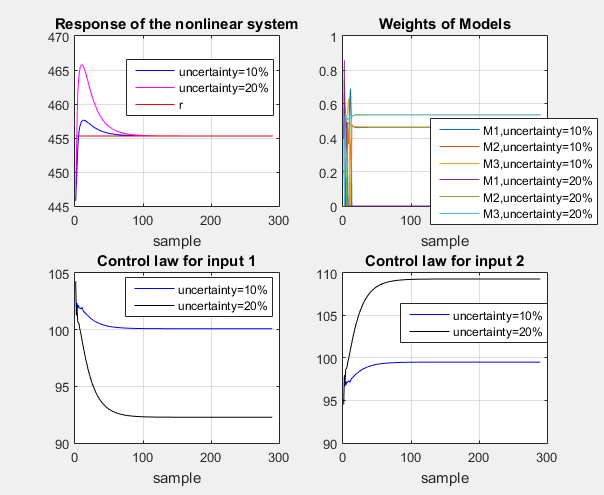 Response of the nonlinear system
470
465
460
455
450
445
0
100
200
300
sample
uncertainty=10%
uncertainty=20%
r
Weights of Models
1
0.8
0.6
0.4
0.2
0
0
100
sample
M1,uncertainty=10%
M2,uncertainty=10%
M3,uncertainty=10%
M1,uncertainty=20%
M2,uncertainty=20%
M3,uncertainty=20%
Control law for input 1
105
100
95
90
0
100
200
300
sample
uncertainty=10%
uncertainty=20%
Control law for input 2
110
105
100
95
90
0
100
200
300
sample
uncertainty=10%
uncertainty=20%